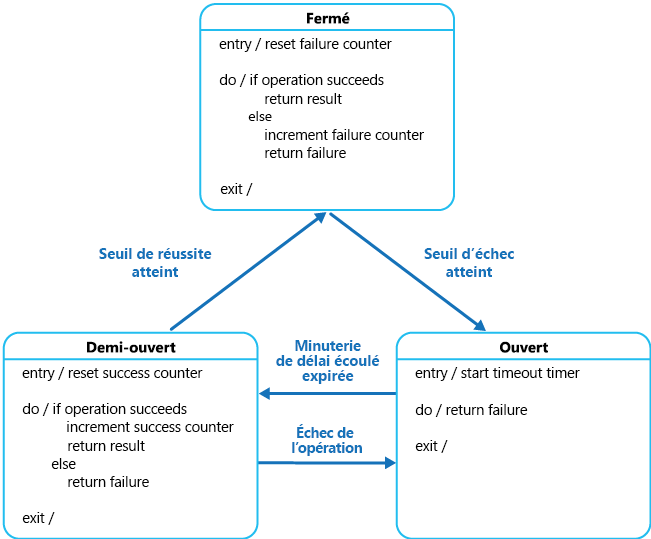 Fermé
entry / reset failure counter
do / if operation succeeds
return result
else
increment failure counter
return failure
exit /
Seuil de réussite
atteint
Seuil d’échec
atteint
Demi-ouvert
entry / reset success counter
do / if operation succeeds
increment success counter
return result
else
return failure
exit /
Minuterie
de délai écoulé
expirée
Échec de
l’opération
Ouvert
entry / start timeout timer
do / return failure
exit /